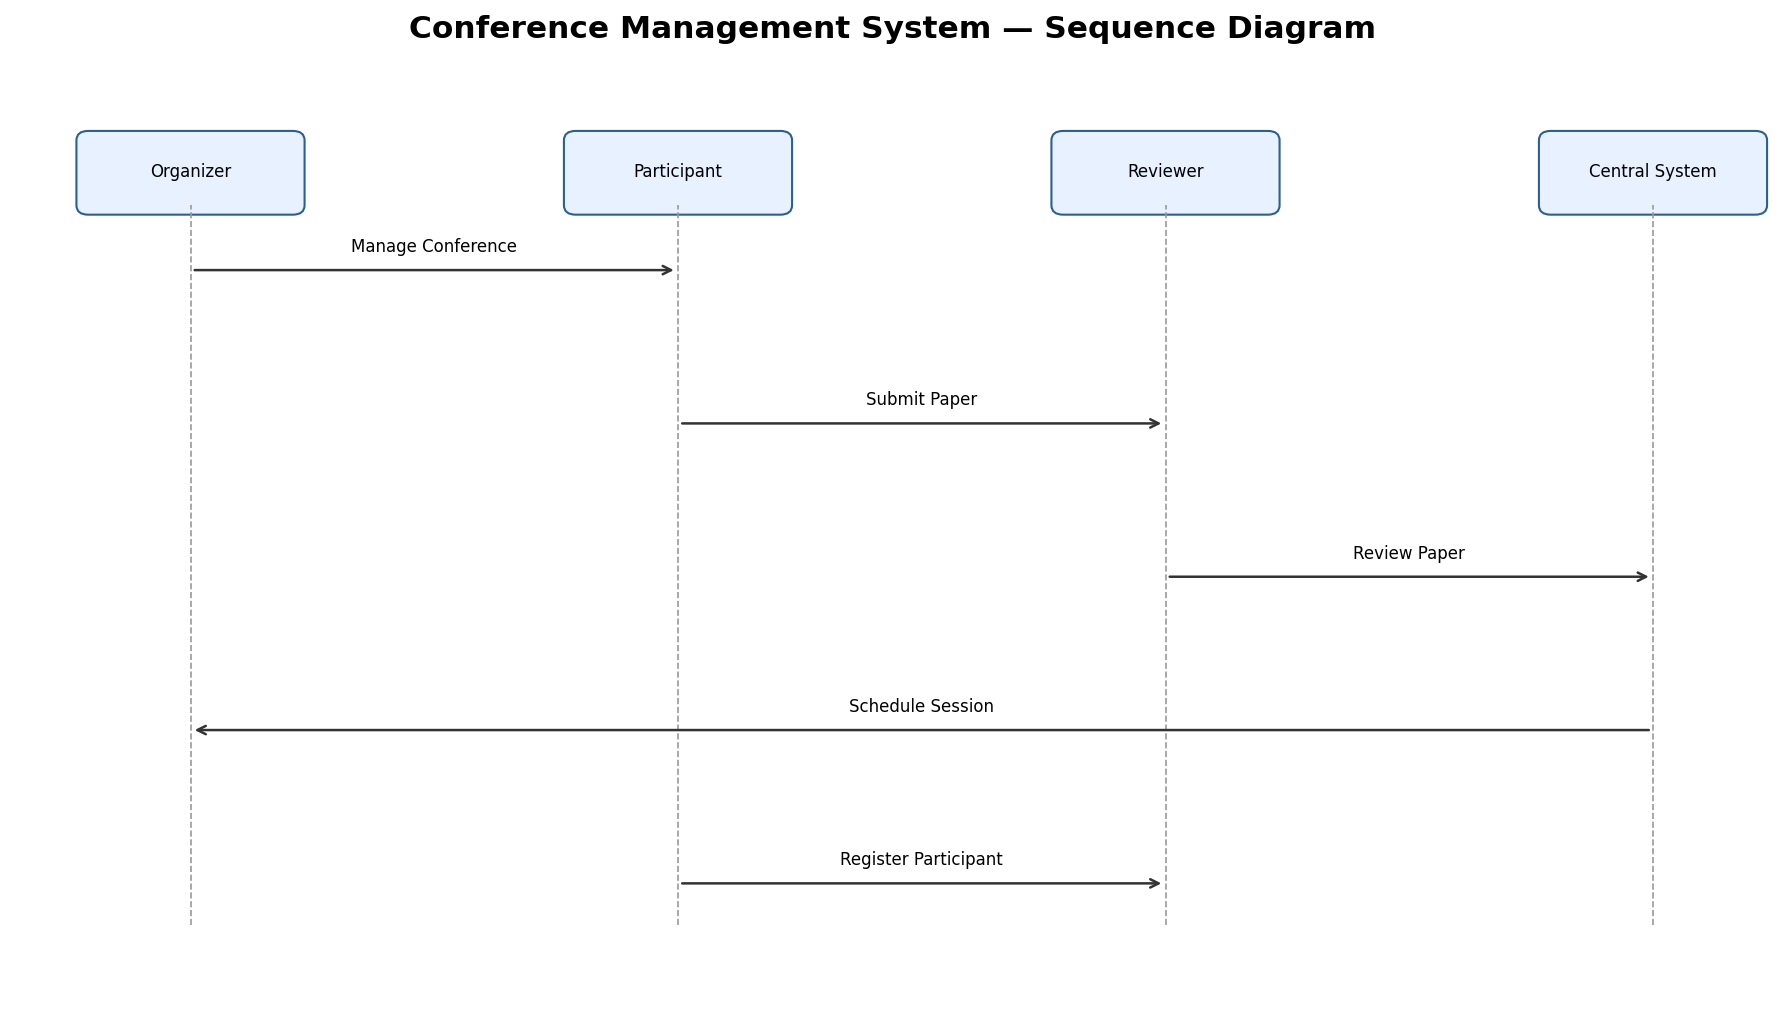 Conference Management System — Sequence Diagram
Organizer
Participant
Reviewer
Central System
Manage Conference
Submit Paper
Review Paper
Schedule Session
Register Participant